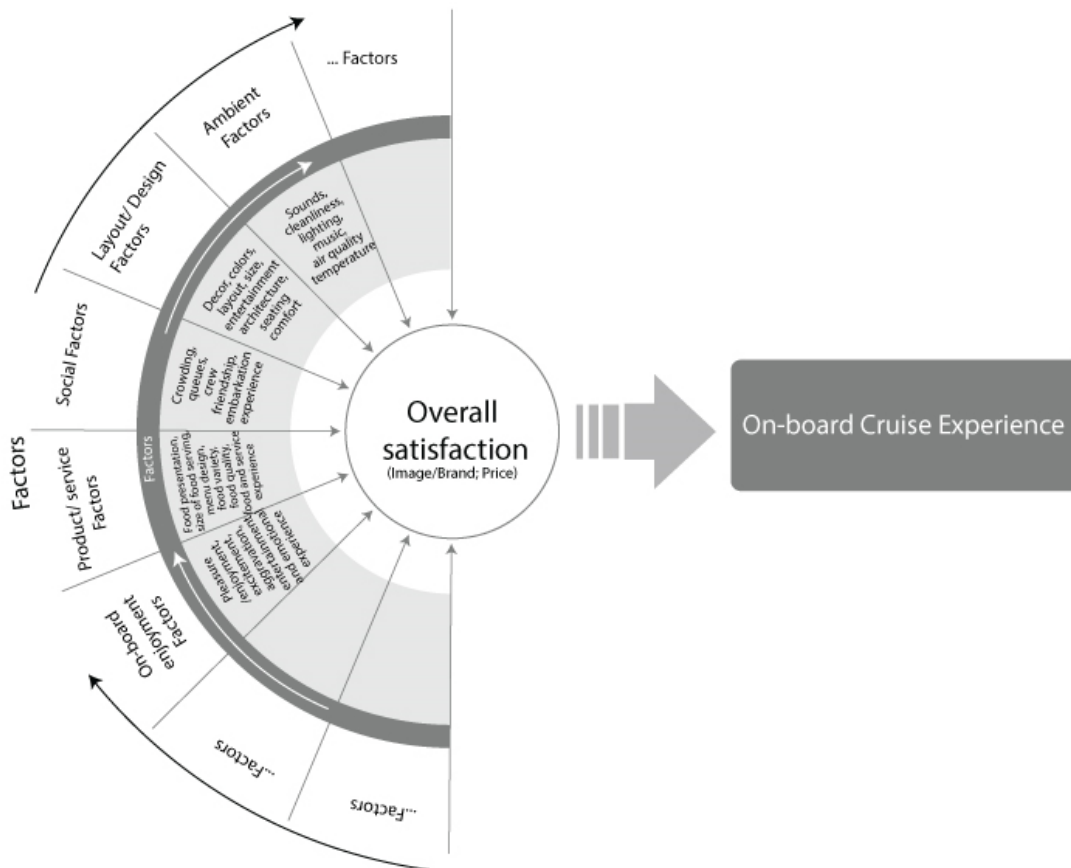 ... Factors
Ambient
Factors
Sounds,
cleanliness,
lighting,
music,
air quality
temperature
Layout/ Design
Factors
Decor, colors,
layout, size,
entertainment
architecture,
seating
comfort
Social Factors
Crowding,
queues,
crew
friendship,
embarkation
experience
Factors
Factors
Product/ service
Factors
Food presentation,
size of food serving,
menu design,
food variety,
food quality,
food and service
experience
On-board
enjoyment
Factors
Pleasure
/enjoyment,
excitement,
aggravation,
entertainment
and emotional
experience
...Factors
...Factors
Overall
satisfaction
(Image/Brand; Price)
On-board Cruise Experience